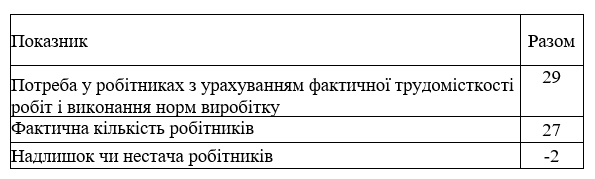 Показник Разом
Потреба у робітниках з урахуванням фактичної трудомісткості 29
робіт і виконання норм виробітку
Фактична кількість робітників 27
Надлишок чи нестача робітників -2